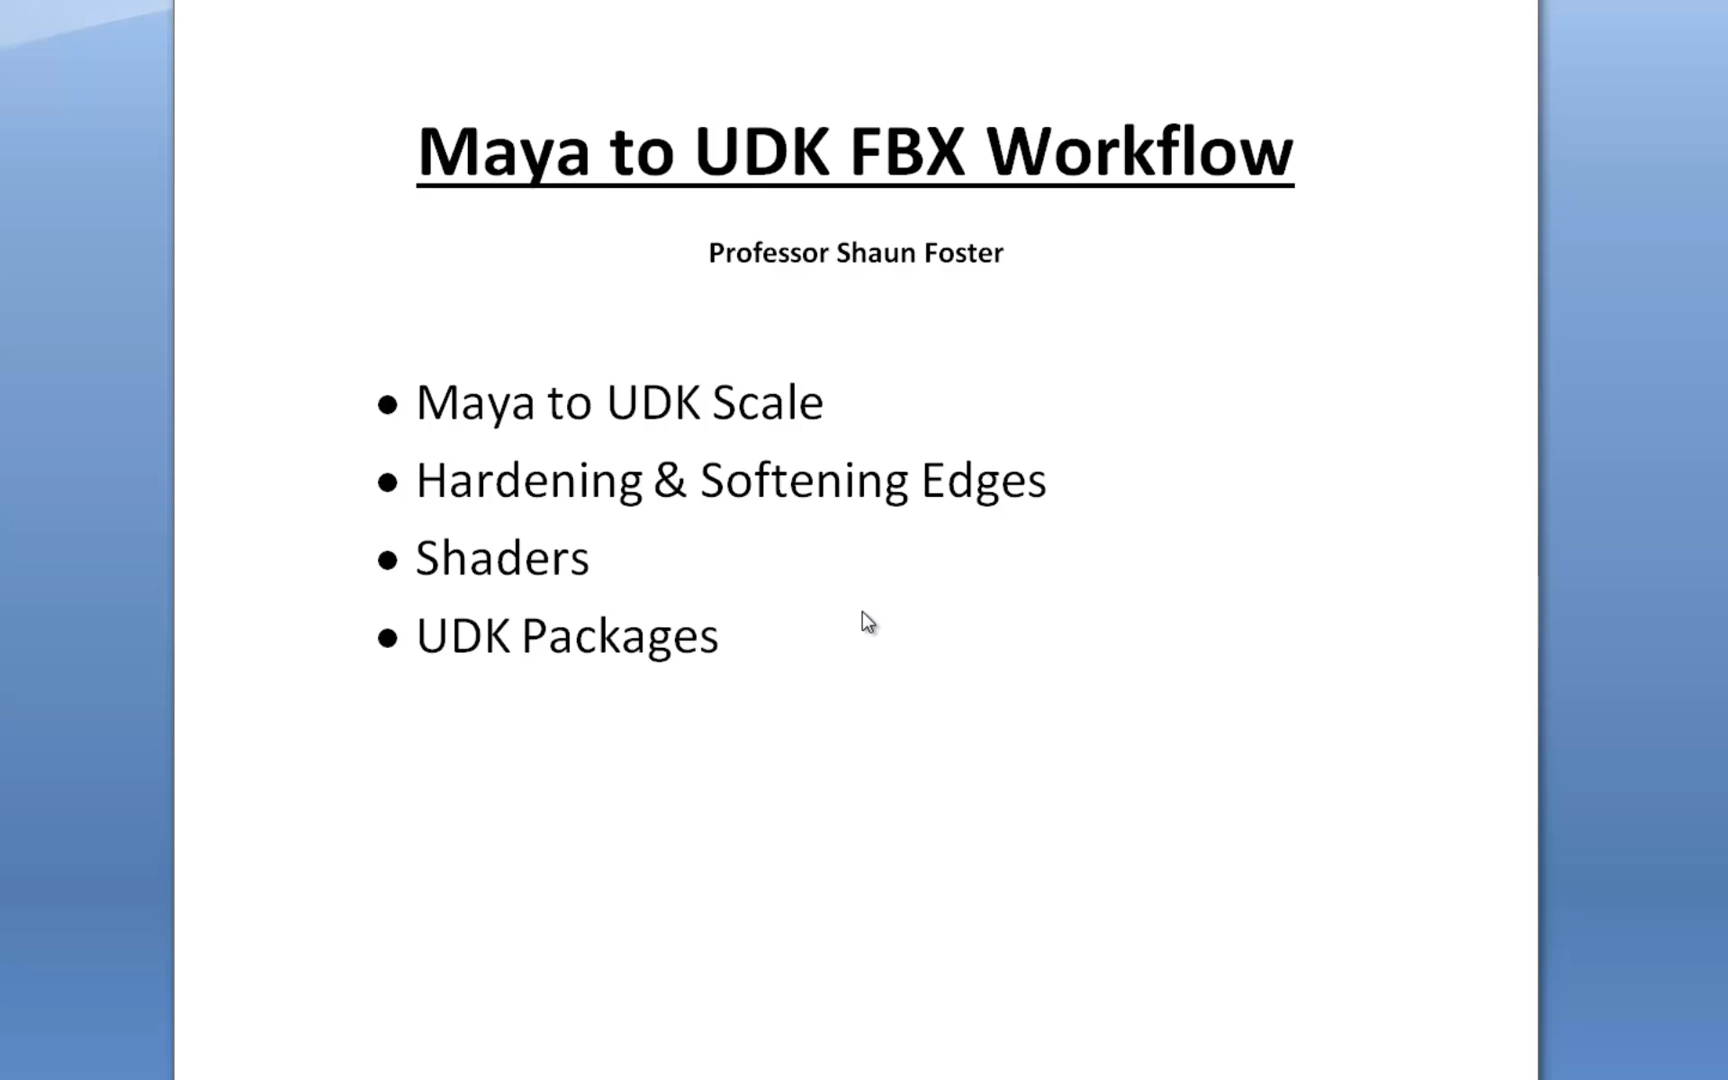 Maya to UDK FBX Workflow
Professor Shaun Foster
• Maya to UDK Scale
• Hardening & Softening Edges
• Shaders
• UDK Packages